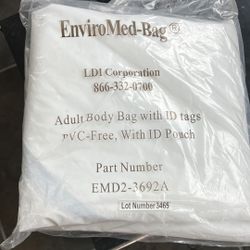 EnviroMed-Bag®
LDI Corporation
866-332-0700
Adult Body Bag with ID tags
PVC-Free, With ID Pouch
Part Number
EMD2-3692A
Lot Number 3465